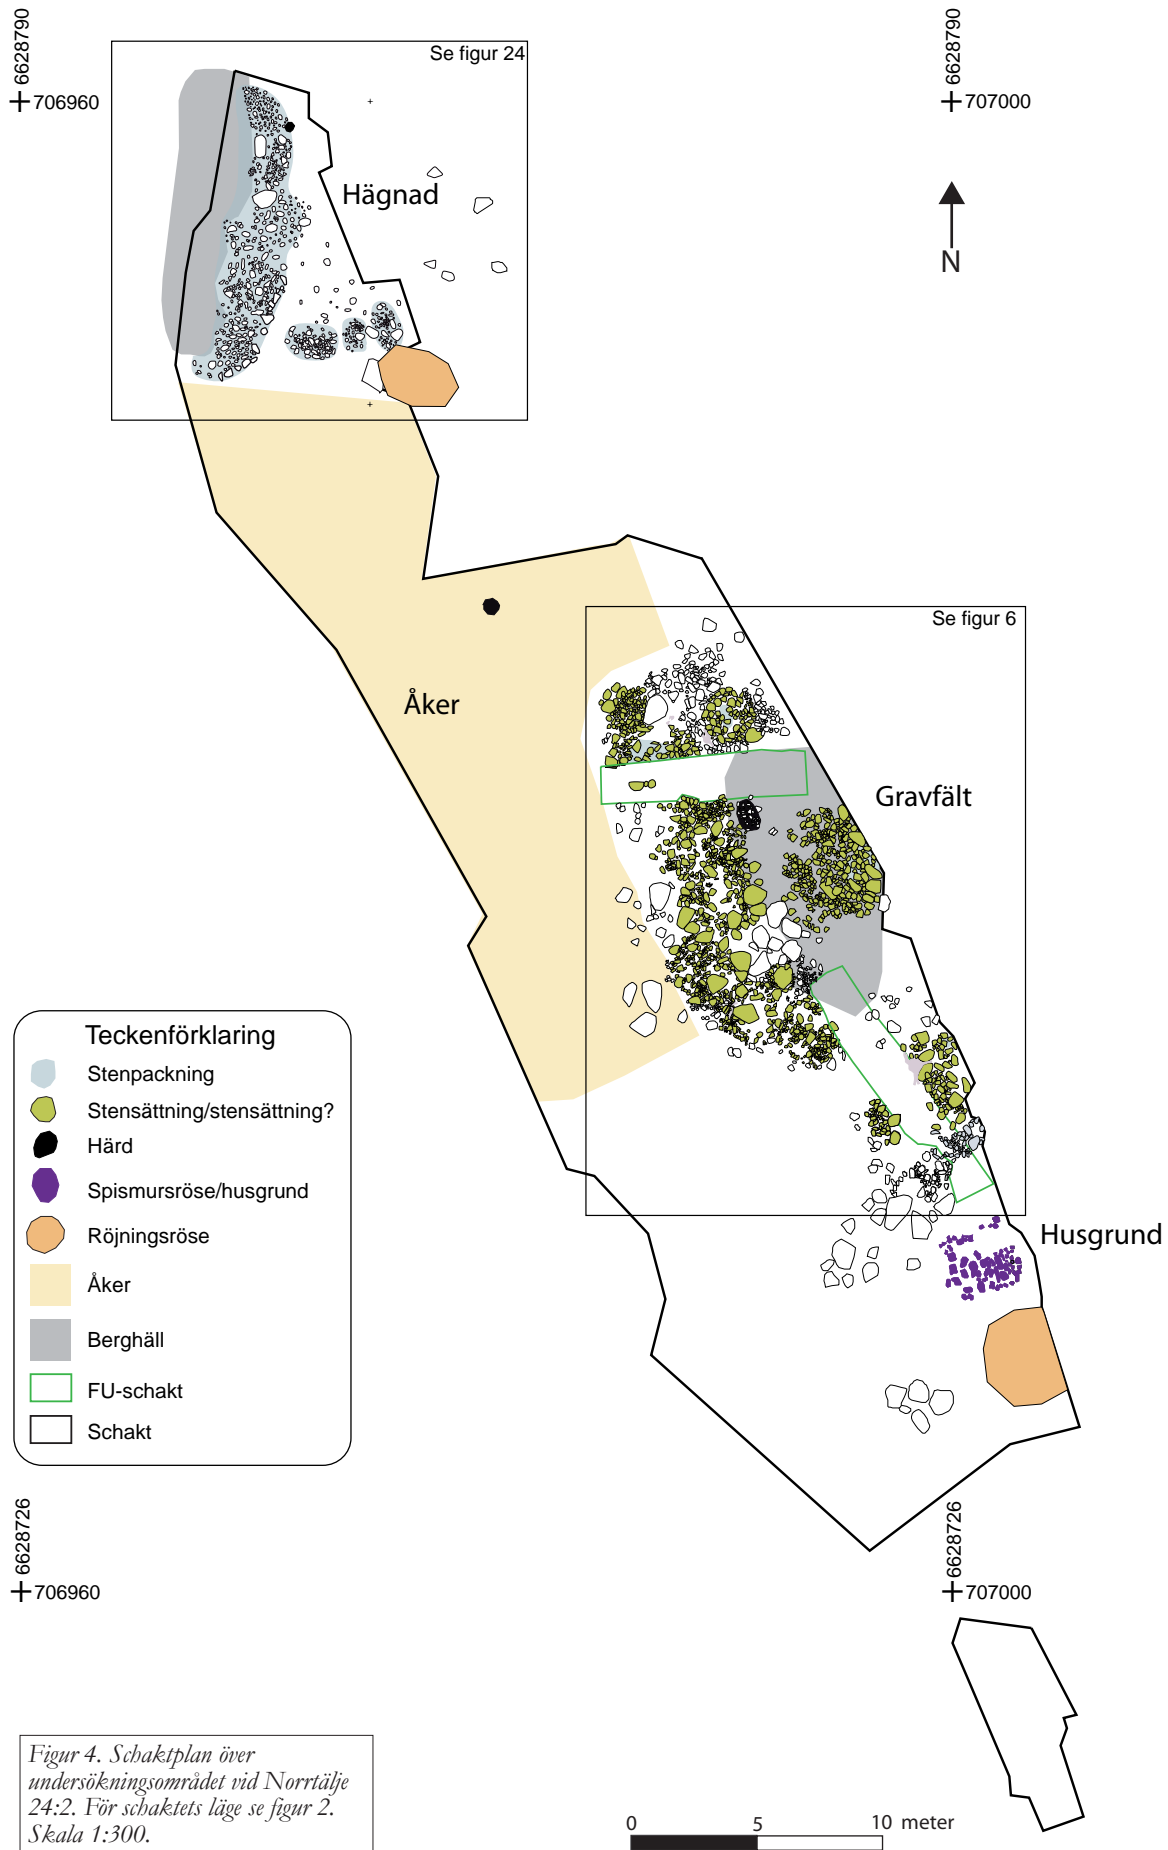 6628790
706960
6628790
707000
Se figur 24
Hägnad
N
Se figur 6
Åker
Gravfält
Husgrund
Teckenförklaring
Stenpackning
Stensättning/stensättning?
Härd
Spismursröse/husgrund
Röjningsröse
Åker
Berghäll
FU-schakt
Schakt
6628726
706960
6628726
707000
Figur 4. Schaktplan över
undersökningsområdet vid Norrtälje
24:2. För schaktets läge se figur 2.
Skala 1:300.
0 5 10 meter